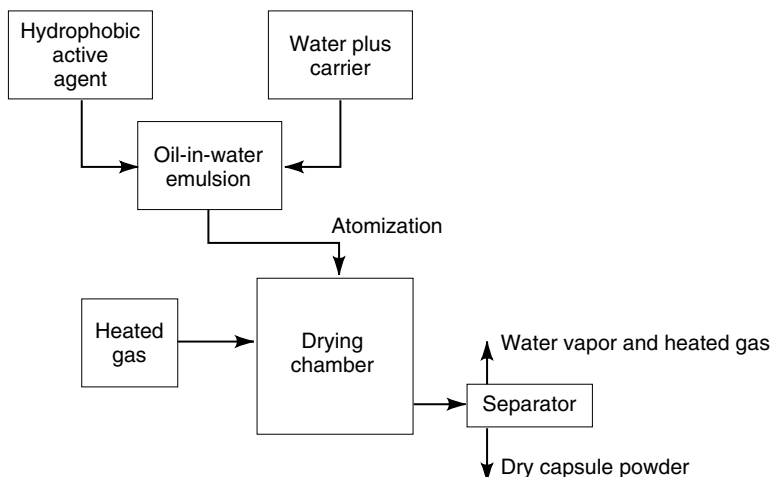 Hydrophobic
active
agent
Water plus
carrier
Oil-in-water
emulsion
Atomization
Heated
gas
Drying
chamber
Water vapor and heated gas
Separator
Dry capsule powder